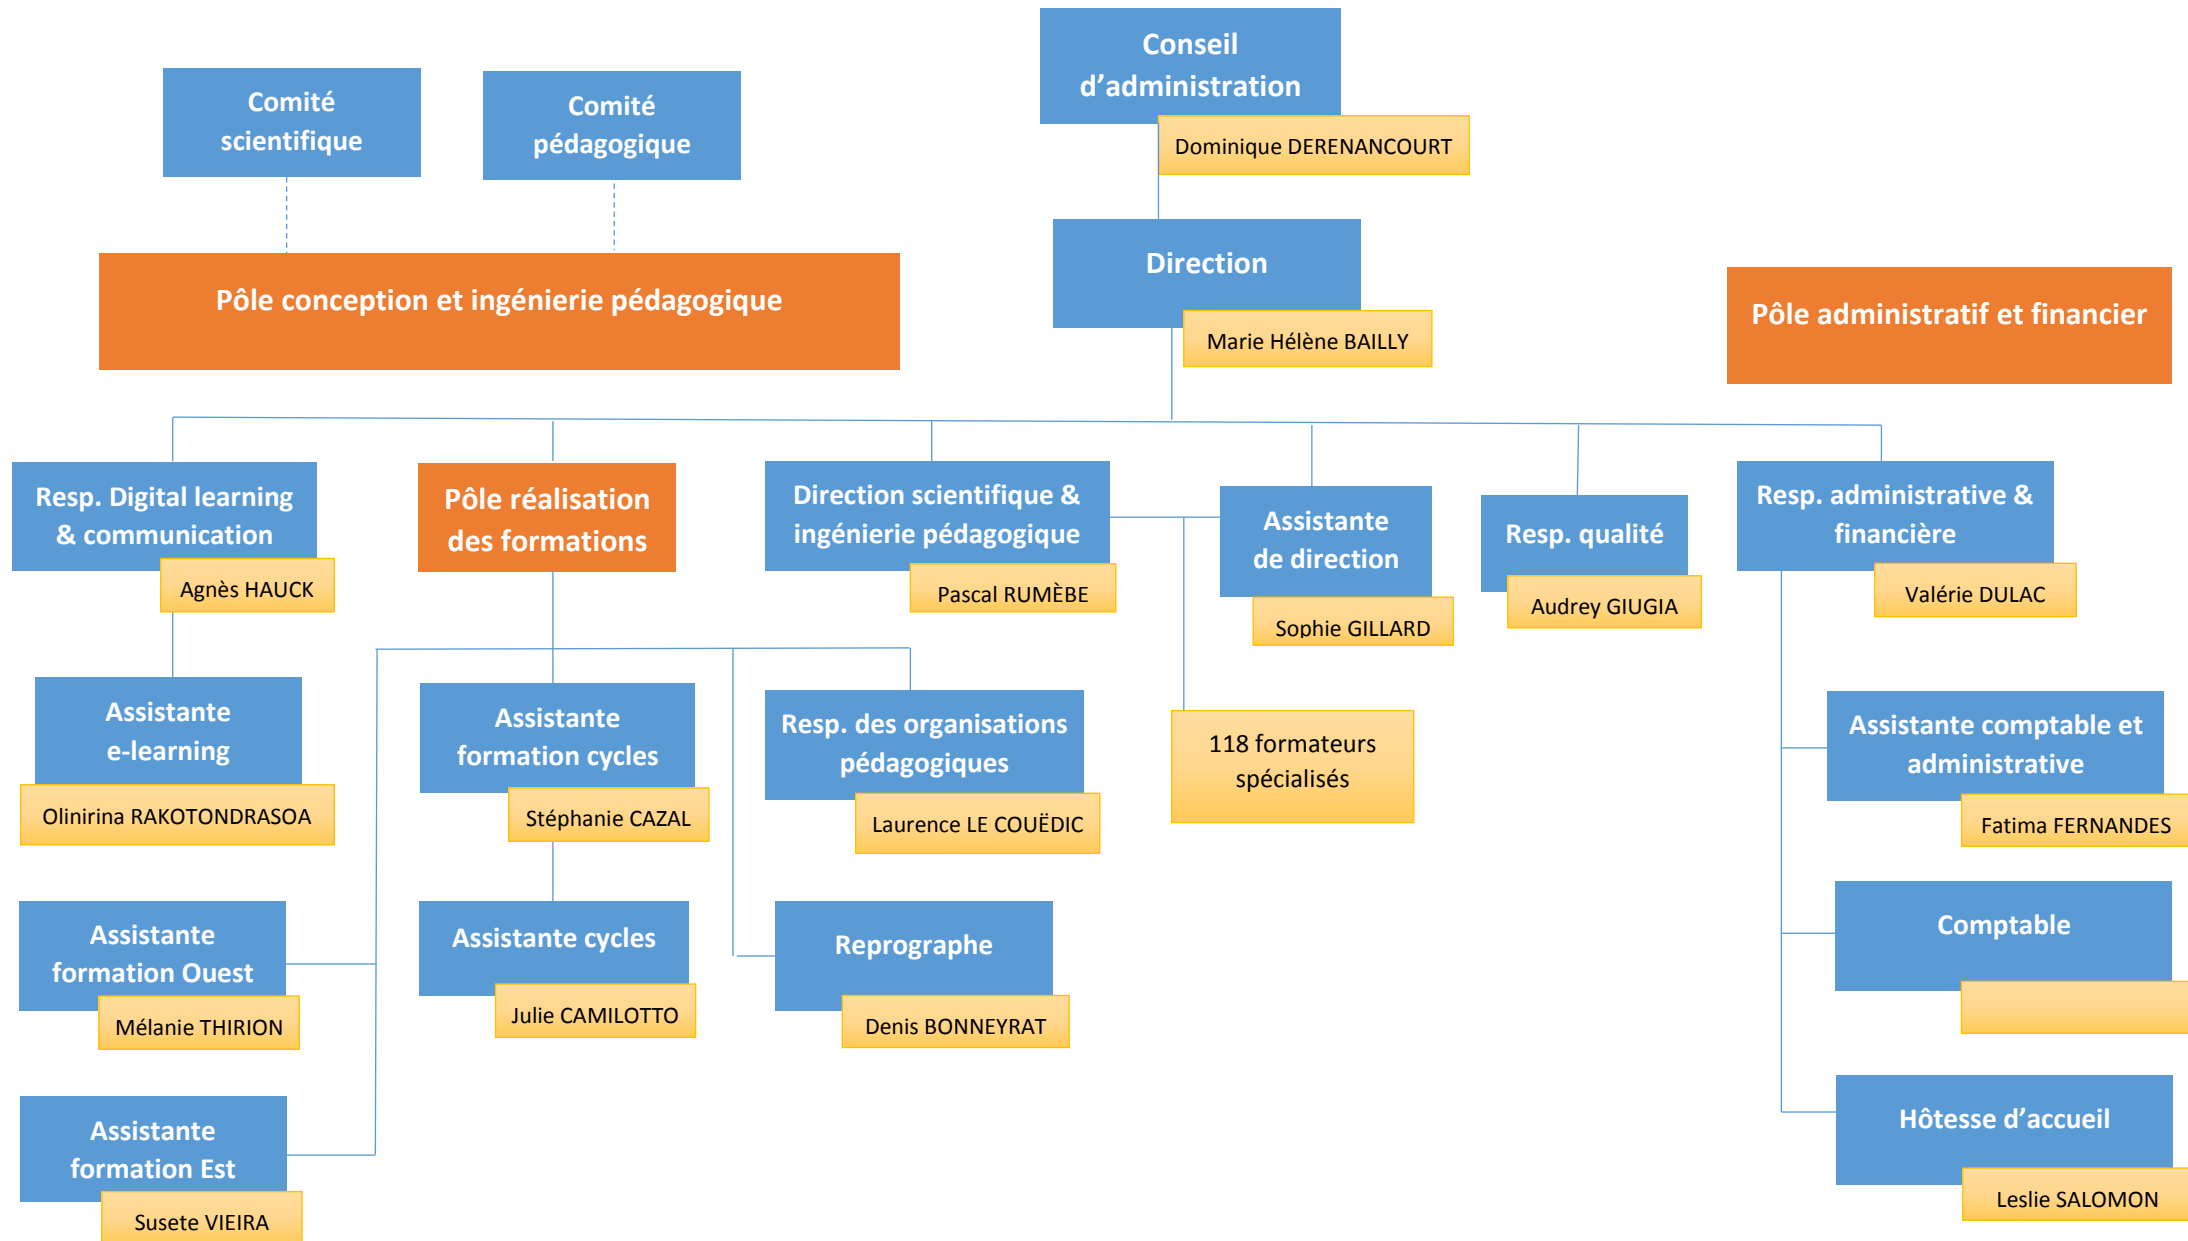 Conseil
d’administration
Dominique DERENANCOURT
Comité
scientifique
Comité
pédagogique
Direction
Marie Hélène BAILLY
Pôle conception et ingénierie pédagogique
Pôle administratif et financier
Resp. Digital learning
& communication
Agnès HAUCK
Pôle réalisation
des formations
Direction scientifique &
ingénierie pédagogique
Pascal RUMÈBE
Assistante
de direction
Sophie GILLARD
Resp. qualité
Audrey GIUGIA
Resp. administrative &
financière
Valérie DULAC
Assistante
e-learning
Olinirina RAKOTONDRASOA
Assistante
formation cycles
Stéphanie CAZAL
Resp. des organisations
pédagogiques
Laurence LE COUËDIC
118 formateurs
spécialisés
Assistante comptable et
administrative
Fatima FERNANDES
Assistante
formation Ouest
Mélanie THIRION
Assistante cycles
Julie CAMILOTTO
Reprographe
Denis BONNEYRAT
Comptable
Assistante
formation Est
Susete VIEIRA
Hôtesse d’accueil
Leslie SALOMON